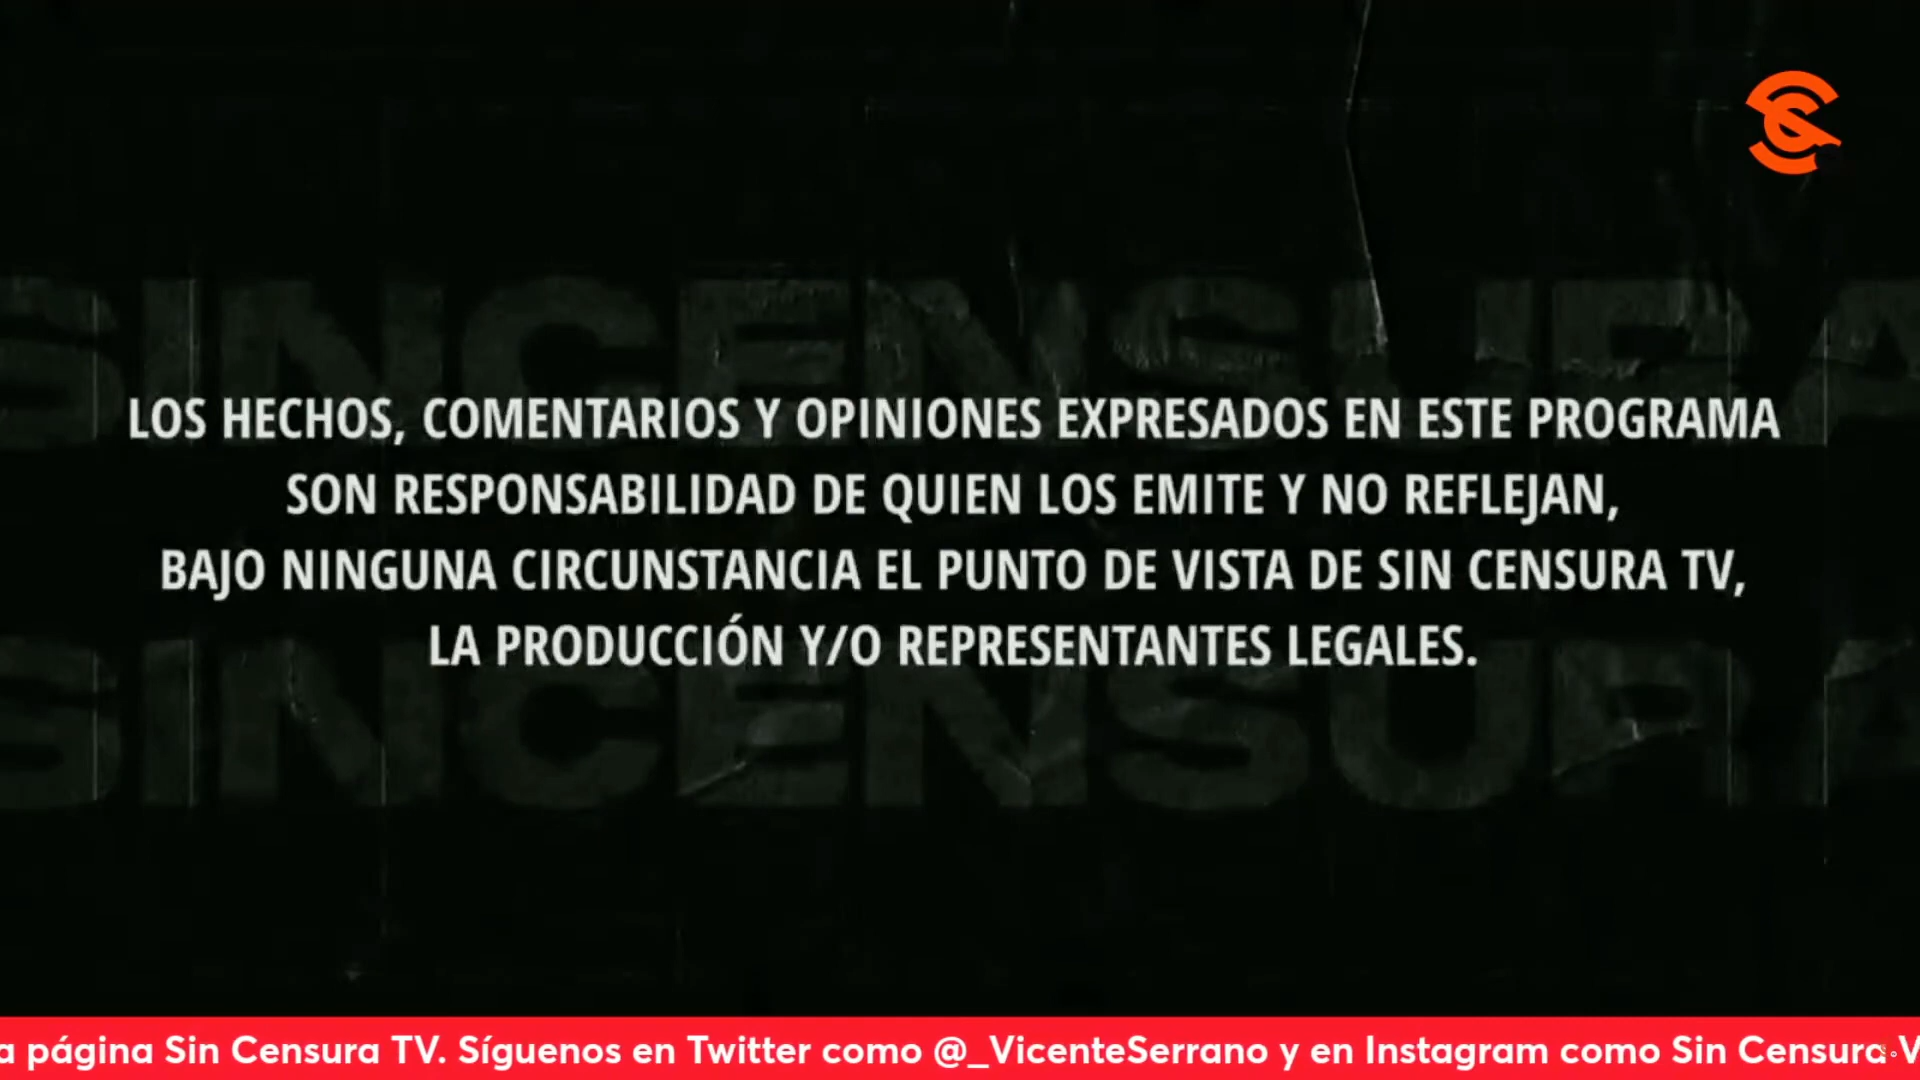 SINCENSURA
LOS HECHOS, COMENTARIOS Y OPINIONES EXPRESADOS EN ESTE PROGRAMA
SON RESPONSABILIDAD DE QUIEN LOS EMITE Y NO REFLEJAN,
BAJO NINGUNA CIRCUNSTANCIA EL PUNTO DE VISTA DE SIN CENSURA TV,
LA PRODUCCIÓN Y/O REPRESENTANTES LEGALES.
SINCENSURA
a página Sin Censura TV. Síguenos en Twitter como @_VicenteSerrano y en Instagram como Sin Censura V